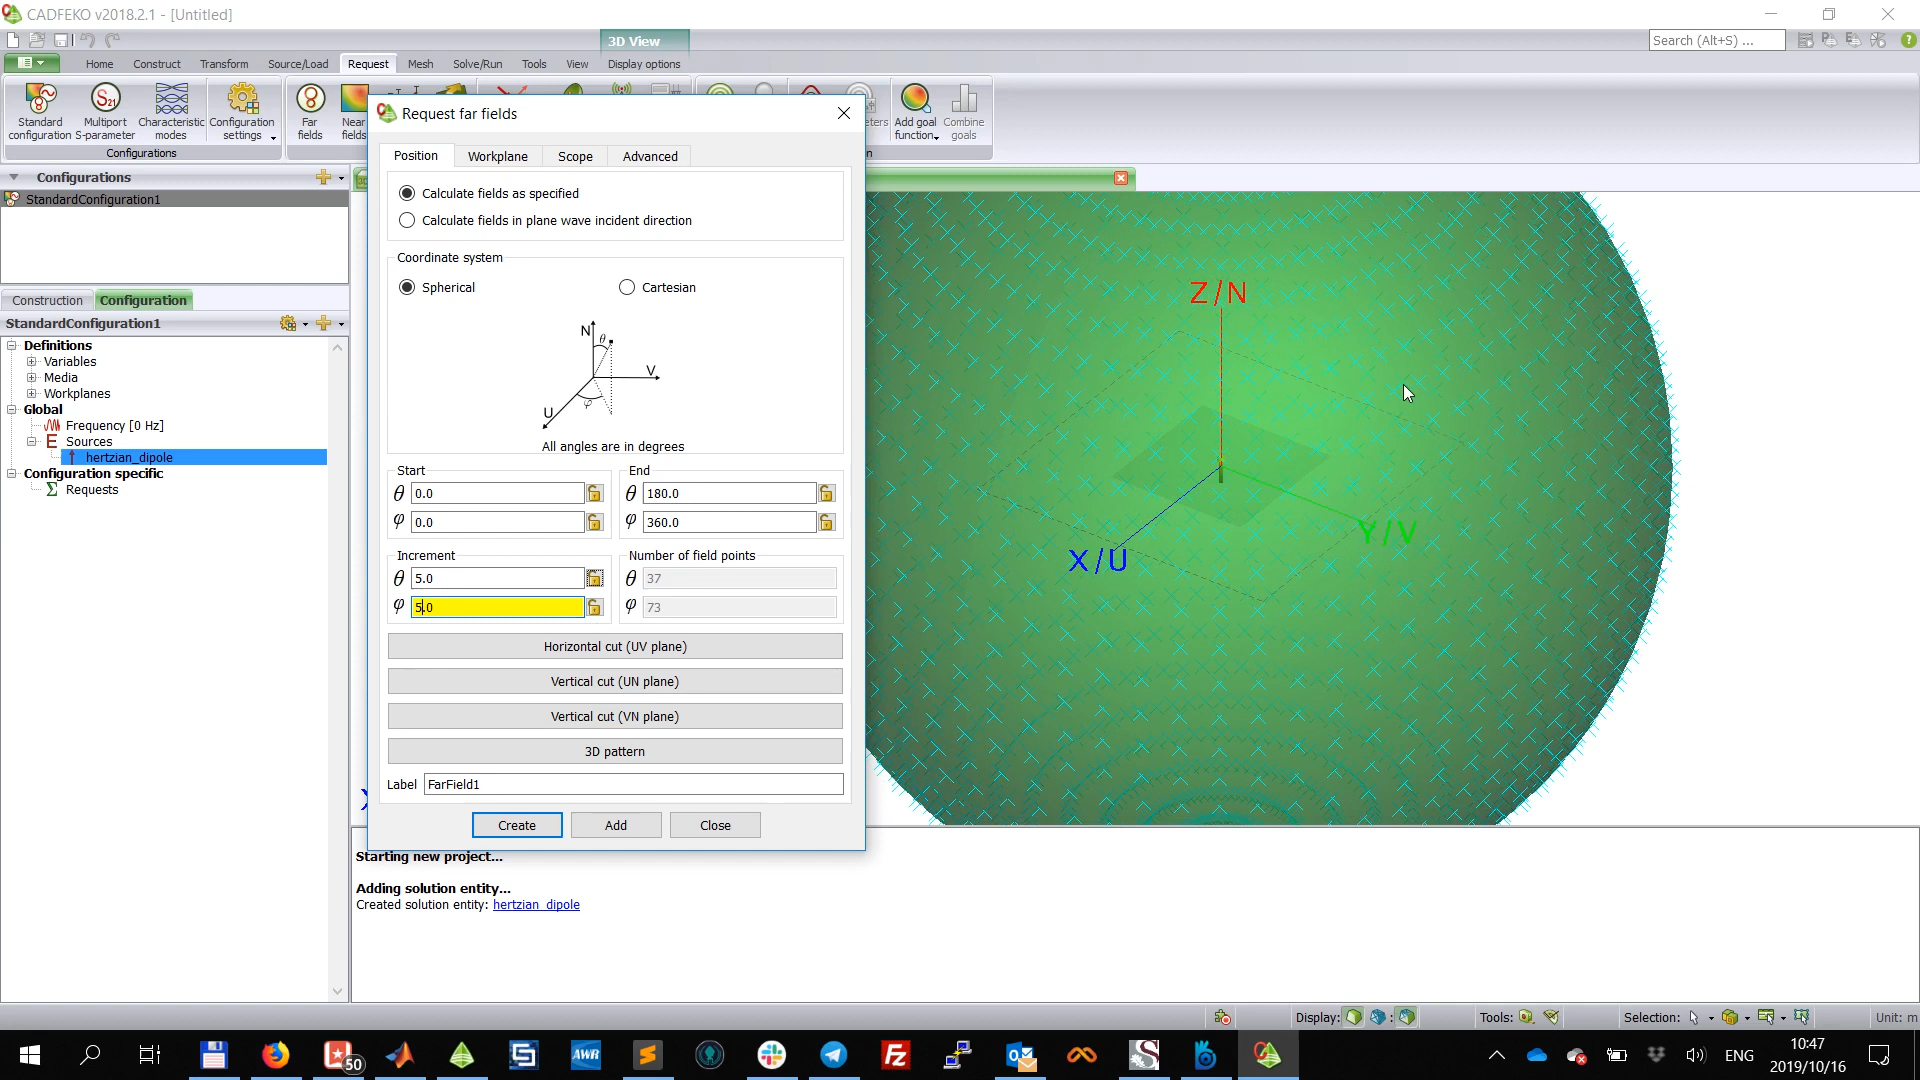 CADFEKO v2018.2.1 - [Untitled]
3D View
Search (Alt+S) ...
Home Construct Transform Source/Load Request Mesh Solve/Run Tools View Display options
Standard configuration
Multiport S-parameter
Characteristic modes
Configuration settings
Far fields
Near fields
Add goal function
Combine goals
Configurations
Request far fields
Position Workplane Scope Advanced
Calculate fields as specified
Calculate fields in plane wave incident direction
Coordinate system
Spherical Cartesian
N
θ
V
U
φ
All angles are in degrees
Start End
θ 0.0 θ 180.0
φ 0.0 φ 360.0
Increment Number of field points
θ 5.0 θ 37
φ 5.0 φ 73
Horizontal cut (UV plane)
Vertical cut (UN plane)
Vertical cut (VN plane)
3D pattern
Label FarField1
Create Add Close
Configurations
StandardConfiguration1
Construction Configuration
StandardConfiguration1
Definitions
Variables
Media
Workplanes
Global
Frequency [0 Hz]
Sources
hertzian_dipole
Configuration specific
Requests
Z/N
Y/V
X/U
Starting new project...
Adding solution entity...
Created solution entity: hertzian_dipole
Display: Tools: Selection: Unit: m
50
AWR
ENG
10:47
2019/10/16